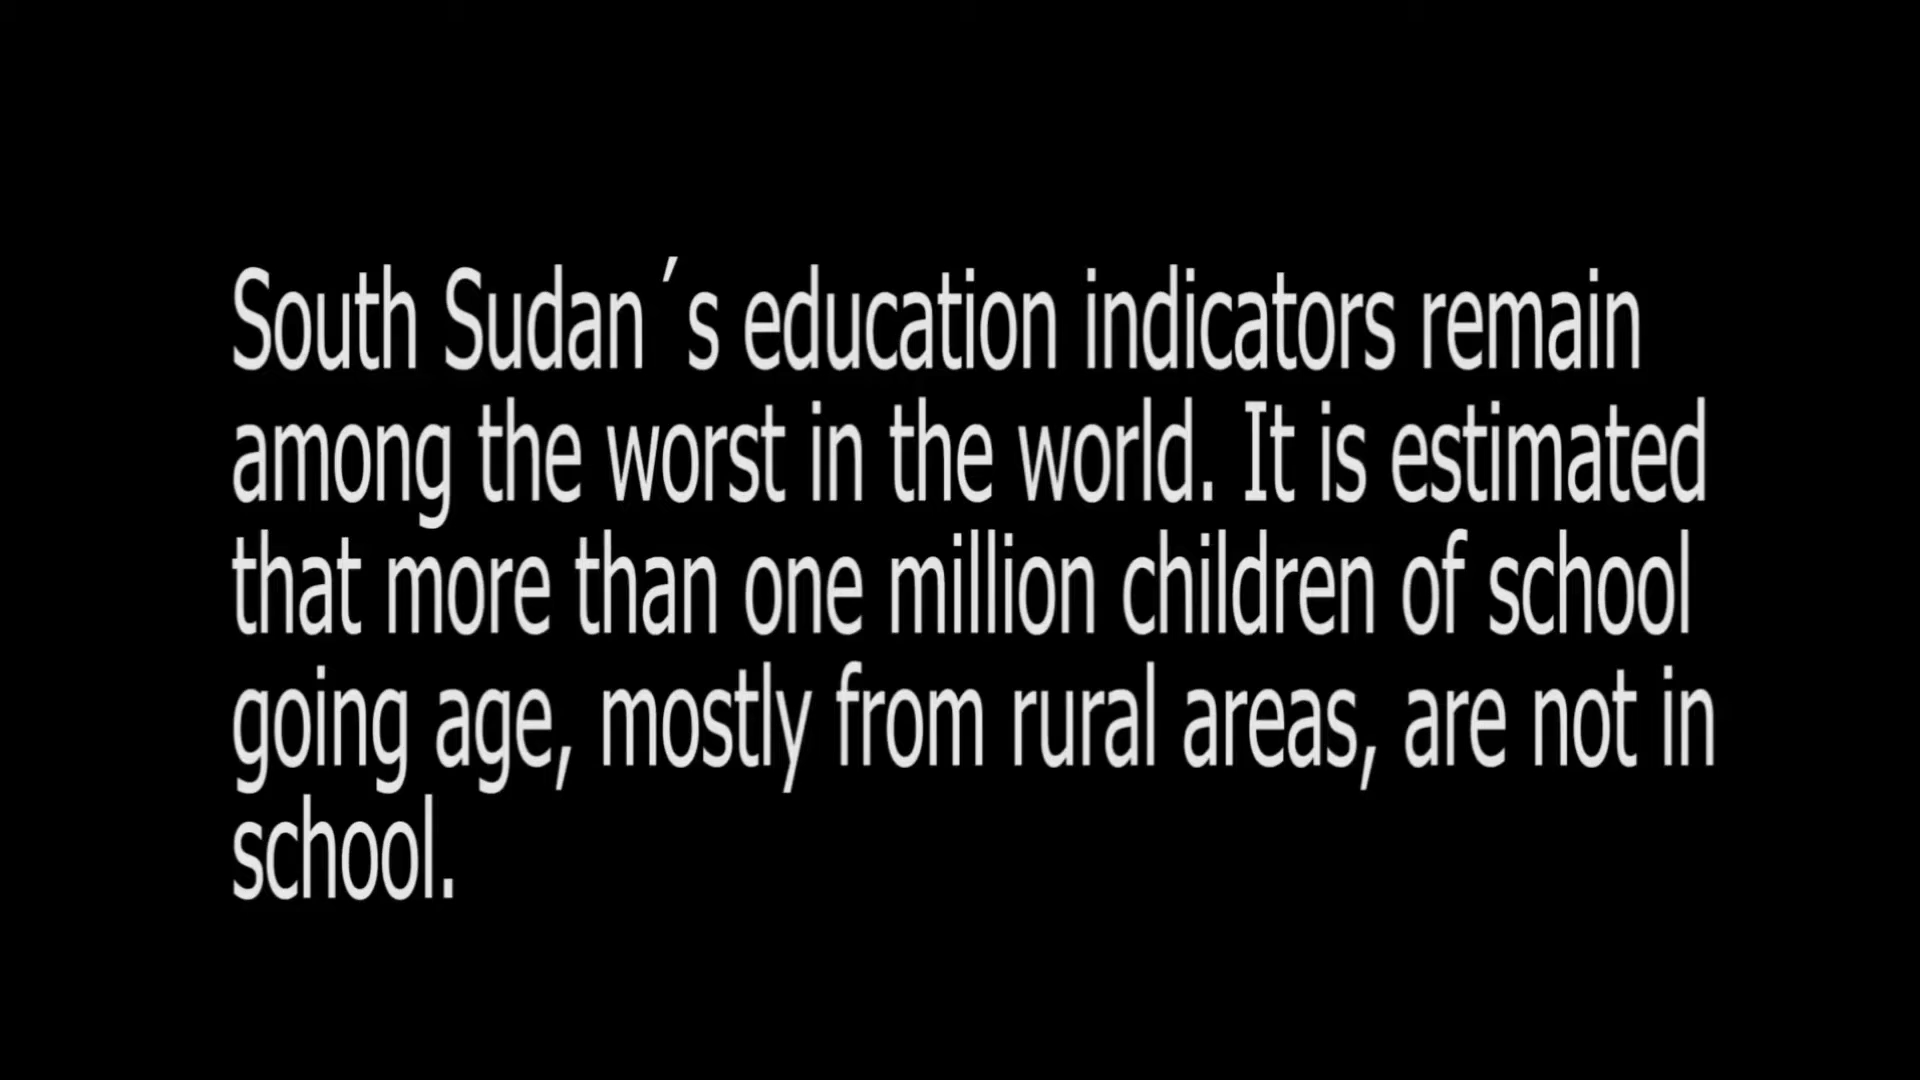 South Sudan´s education indicators remain
among the worst in the world. It is estimated
that more than one million children of school
going age, mostly from rural areas, are not in
school.